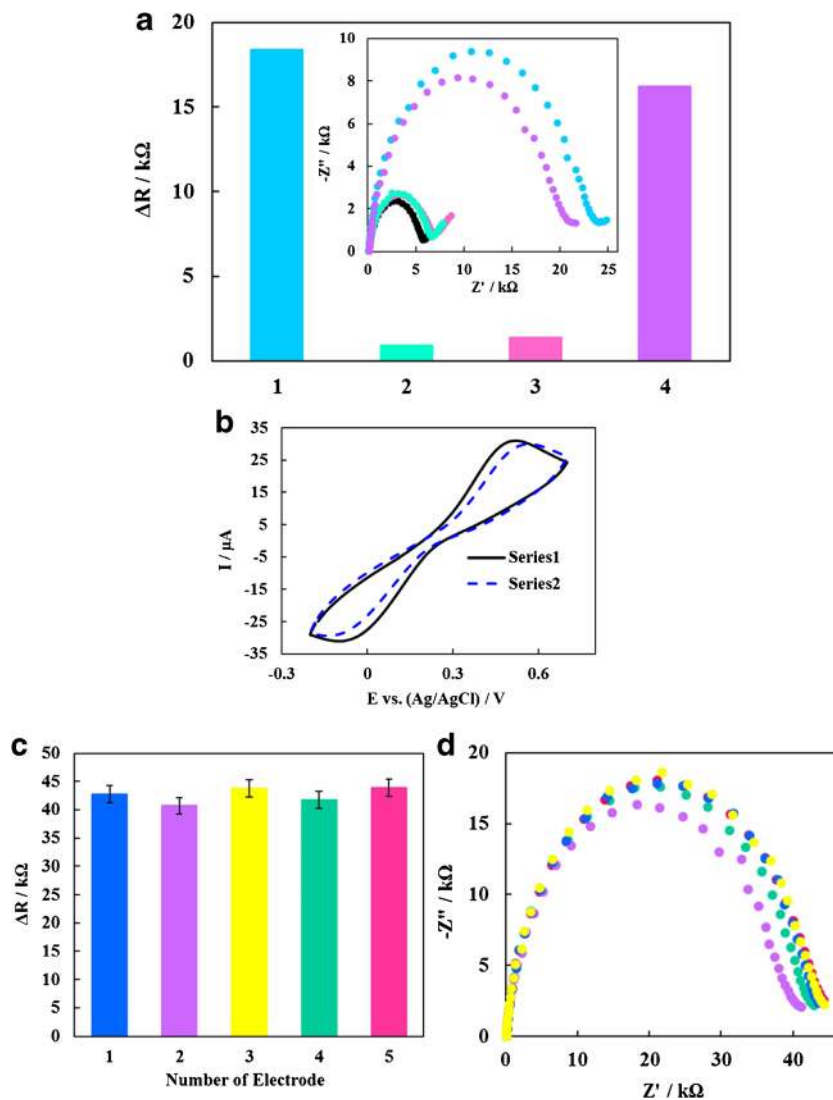 a
20
15
10
5
0
ΔR / kΩ
1 2 3 4
10
8
6
4
2
0
-Z'' / kΩ
0 5 10 15 20 25
Z' / kΩ
b
35
25
15
5
-5
-15
-25
-35
I / µA
Series1
Series2
-0.3 0 0.3 0.6
E vs. (Ag/AgCl) / V
c
50
45
40
35
30
25
20
15
10
5
0
ΔR / kΩ
1 2 3 4 5
Number of Electrode
d
20
15
10
5
0
-Z'' / kΩ
0 10 20 30 40
Z' / kΩ